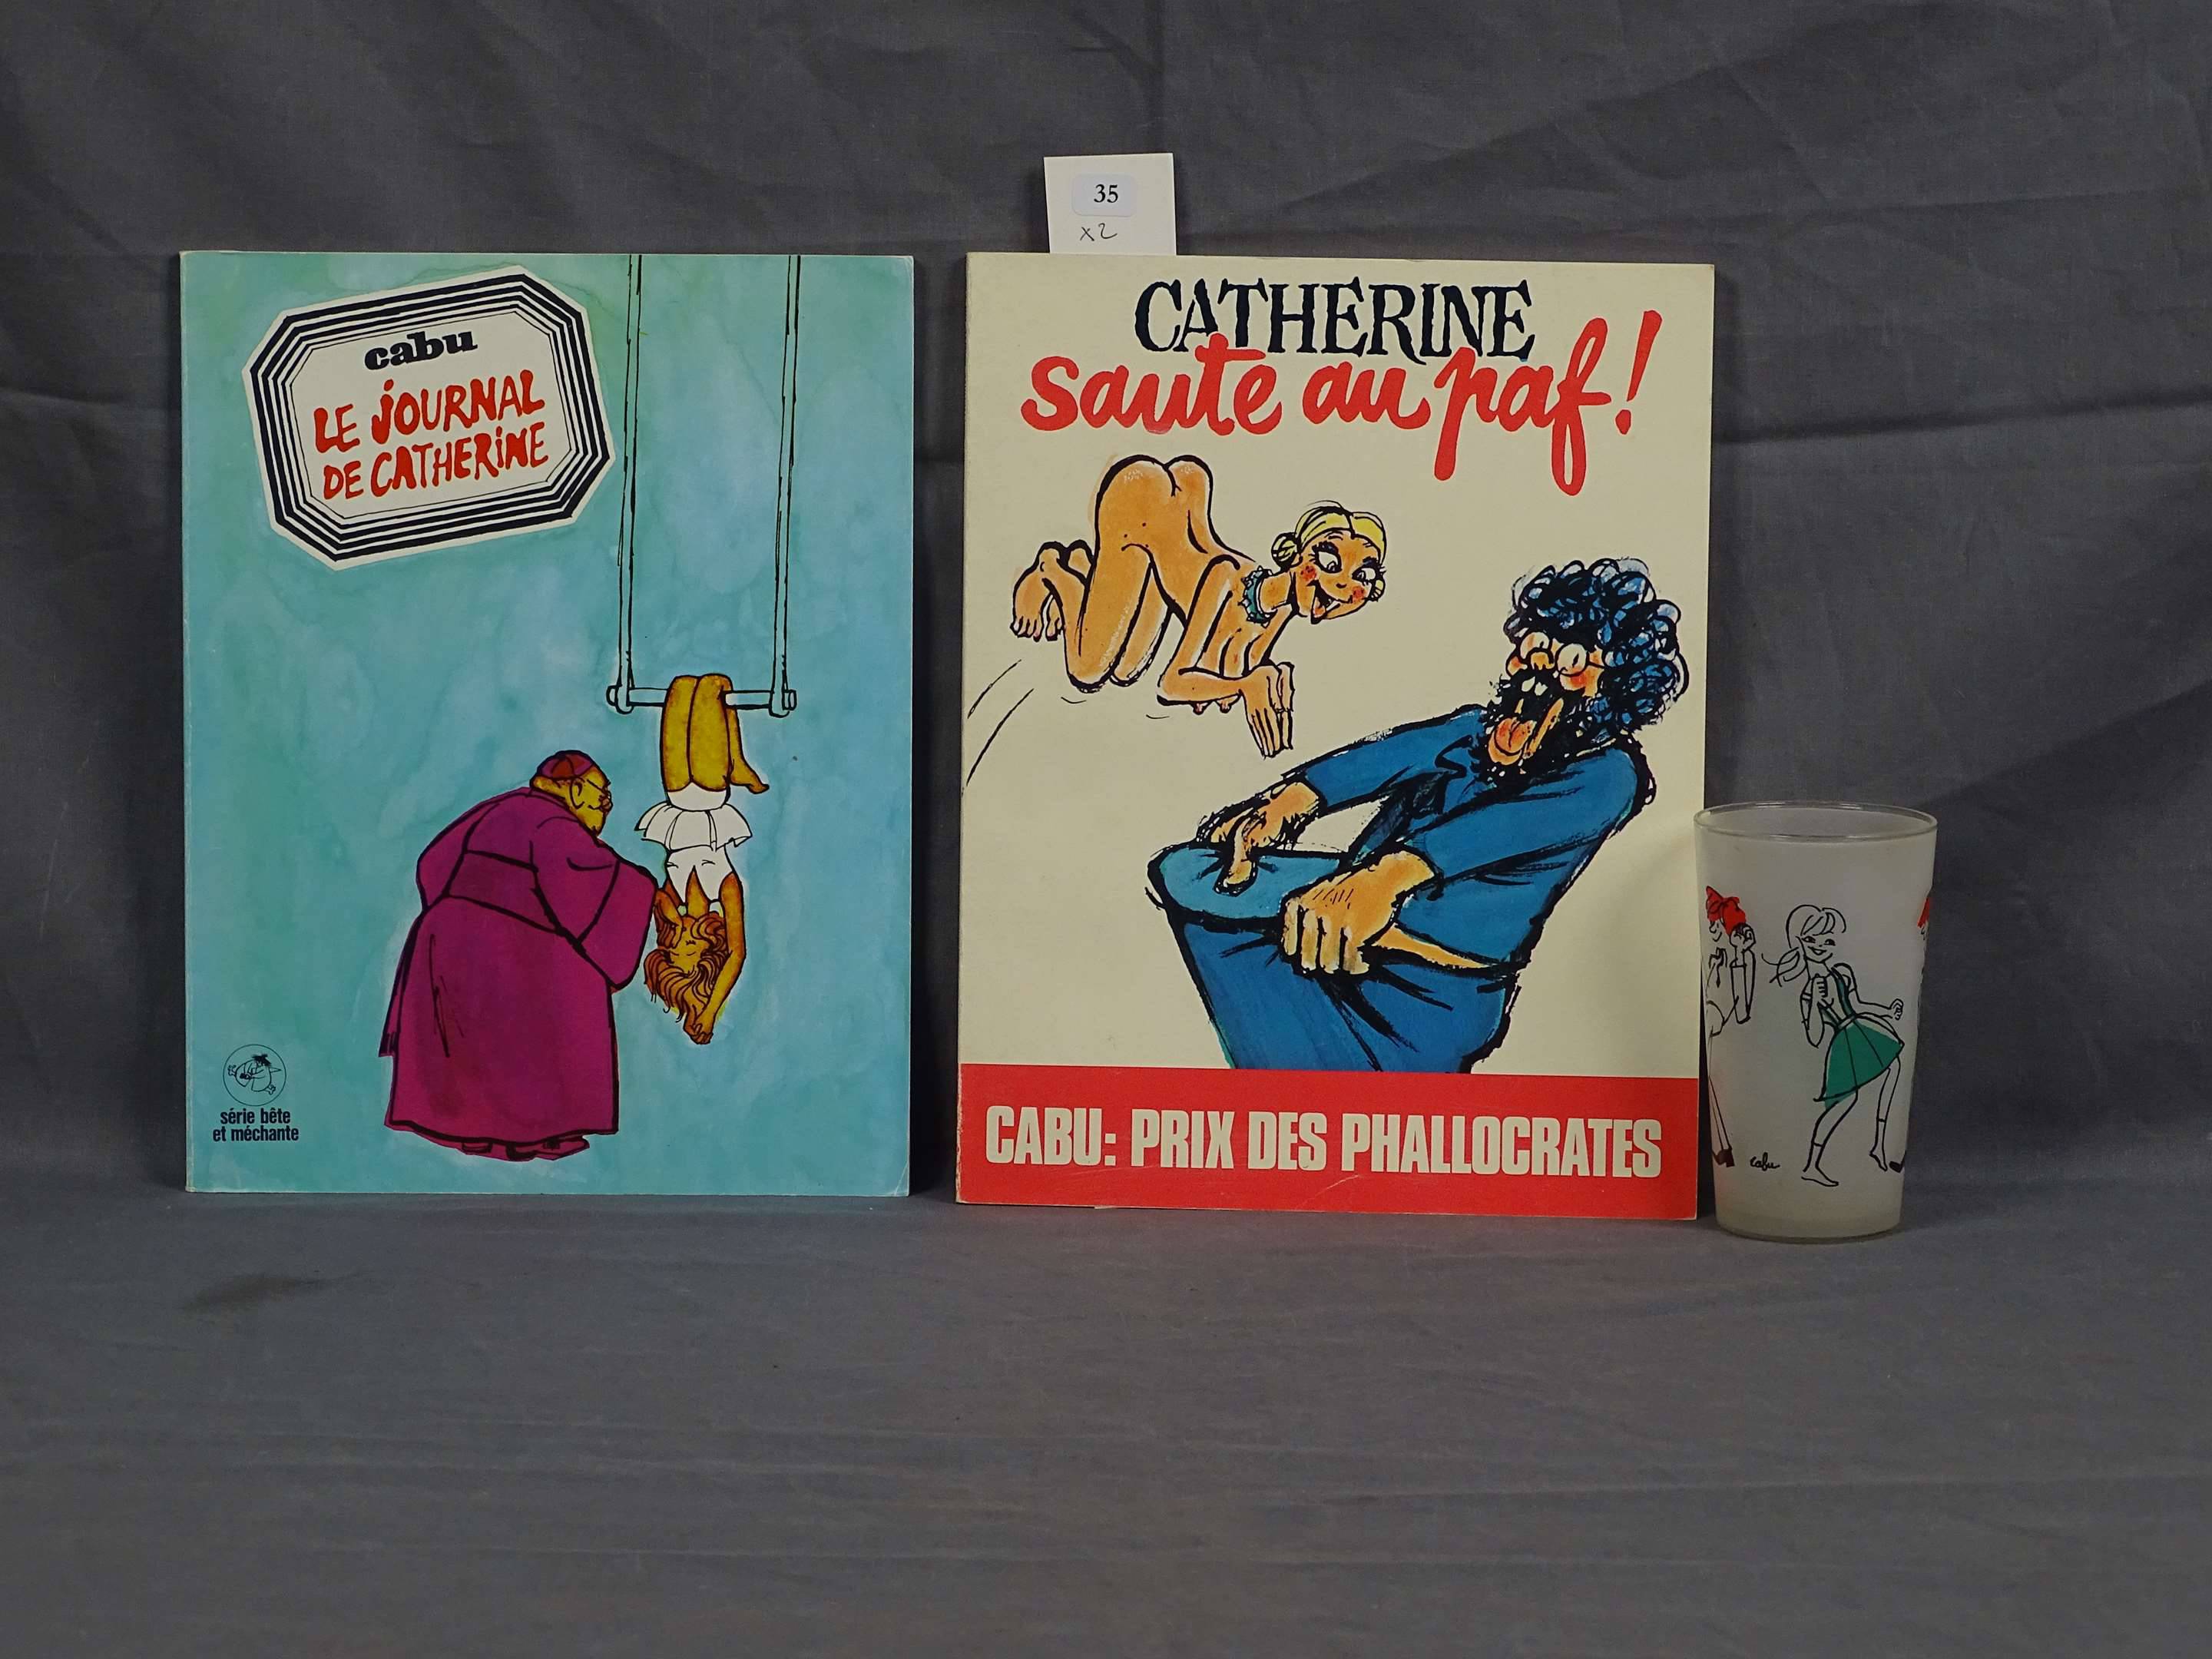 35
x2
cabu
LE JOURNAL
DE CATHERINE
série bête
et méchante
CATHERINE
saute au paf!
CABU: PRIX DES PHALLOCRATES
cabu